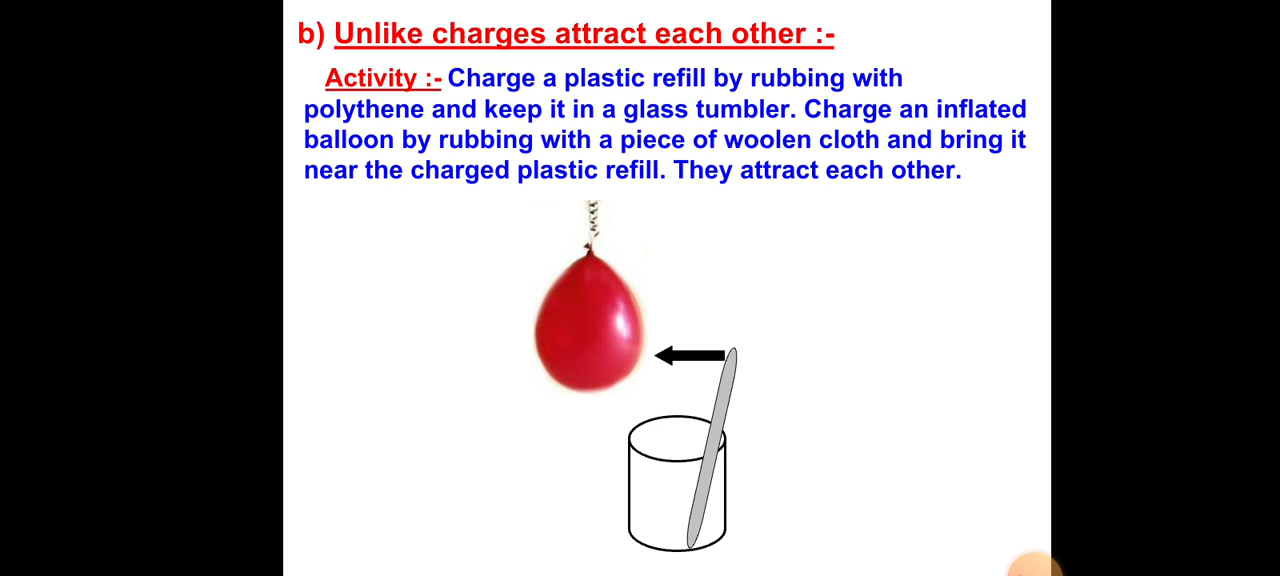 b) Unlike charges attract each other :-
Activity :- Charge a plastic refill by rubbing with
polythene and keep it in a glass tumbler. Charge an inflated
balloon by rubbing with a piece of woolen cloth and bring it
near the charged plastic refill. They attract each other.